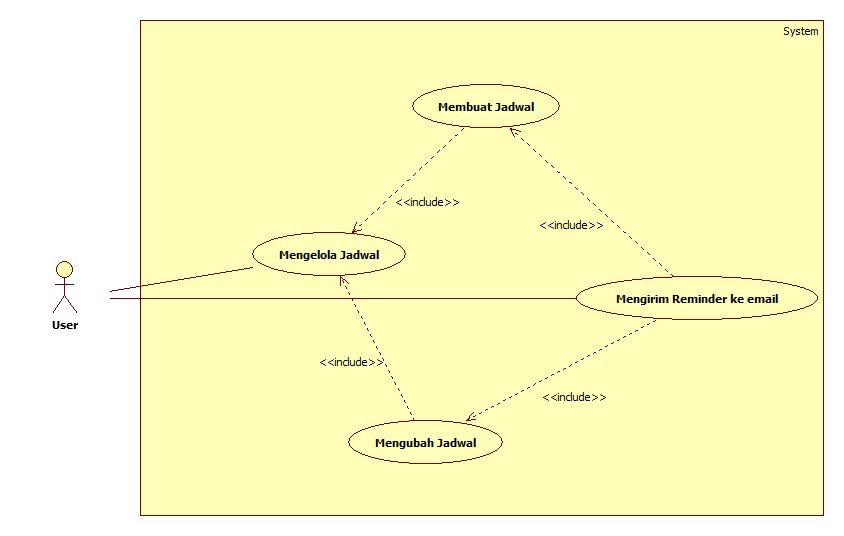 System
Membuat Jadwal
<<include>>
<<include>>
Mengelola Jadwal
Mengirim Reminder ke email
User
<<include>>
<<include>>
Mengubah Jadwal